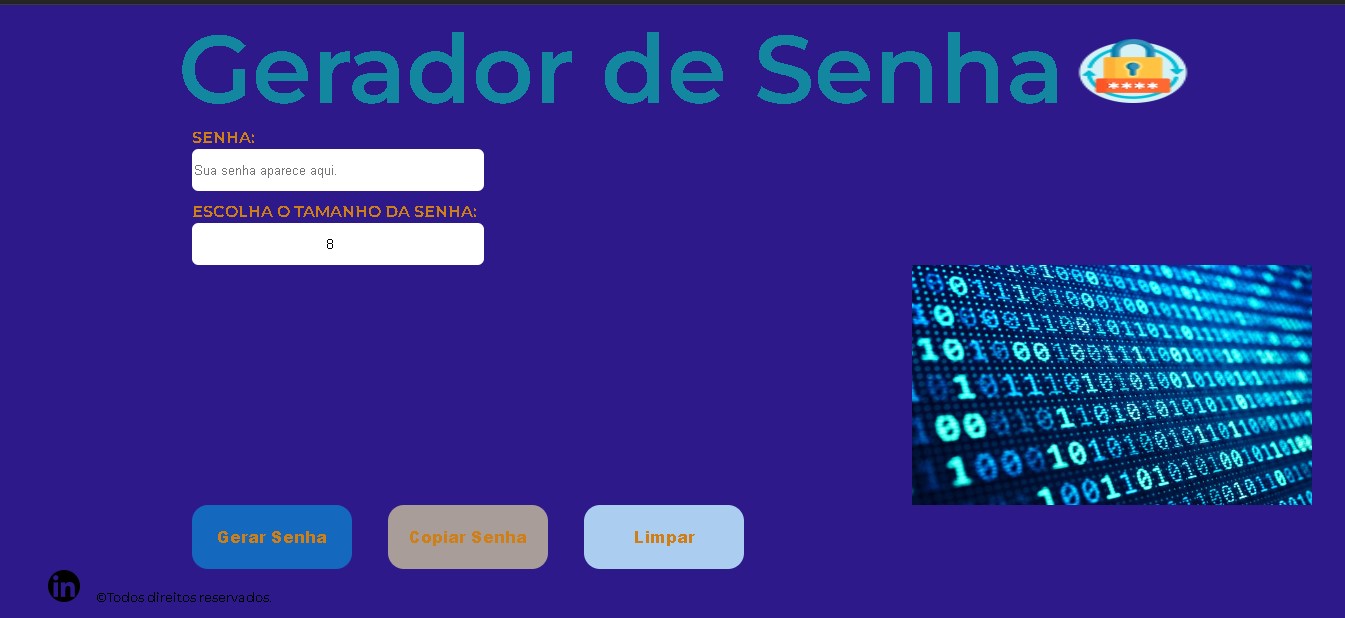 Gerador de Senha
****
SENHA:
Sua senha aparece aqui.
ESCOLHA O TAMANHO DA SENHA:
8
Gerar Senha
Copiar Senha
Limpar
in
©Todos direitos reservados